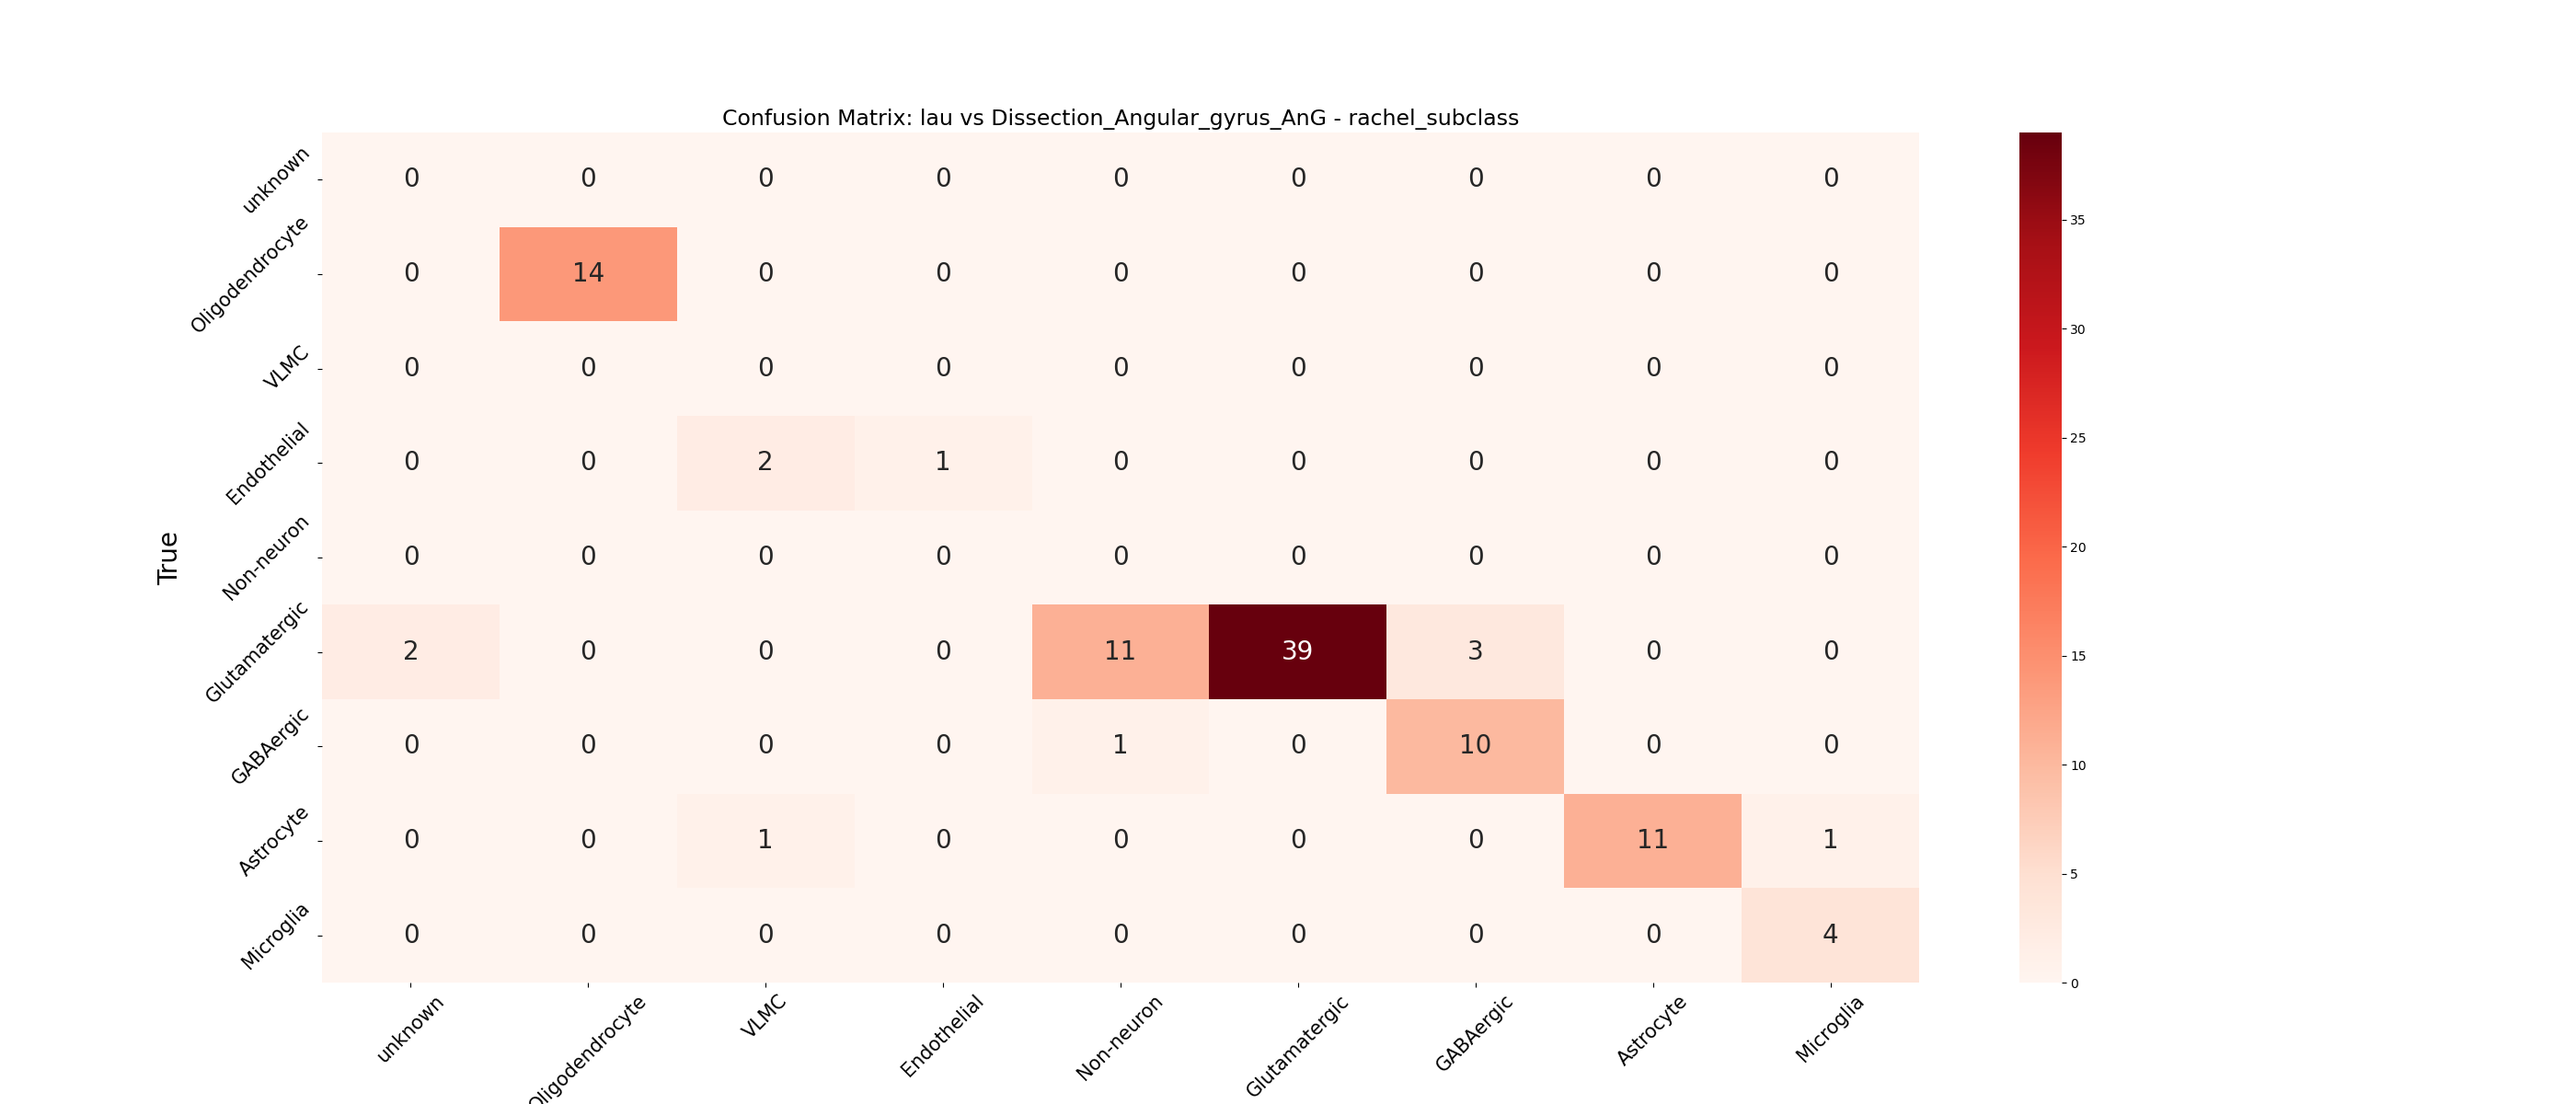 Confusion Matrix: lau vs Dissection_Angular_gyrus_AnG - rachel_subclass
True
unknown 0 0 0 0 0 0 0 0 0
Oligodendrocyte 0 14 0 0 0 0 0 0 0
VLMC 0 0 0 0 0 0 0 0 0
Endothelial 0 0 2 1 0 0 0 0 0
Non-neuron 0 0 0 0 0 0 0 0 0
Glutamatergic 2 0 0 0 11 39 3 0 0
GABAergic 0 0 0 0 1 0 10 0 0
Astrocyte 0 0 1 0 0 0 0 11 1
Microglia 0 0 0 0 0 0 0 0 4
unknown Oligodendrocyte VLMC Endothelial Non-neuron Glutamatergic GABAergic Astrocyte Microglia
35
30
25
20
15
10
5
0